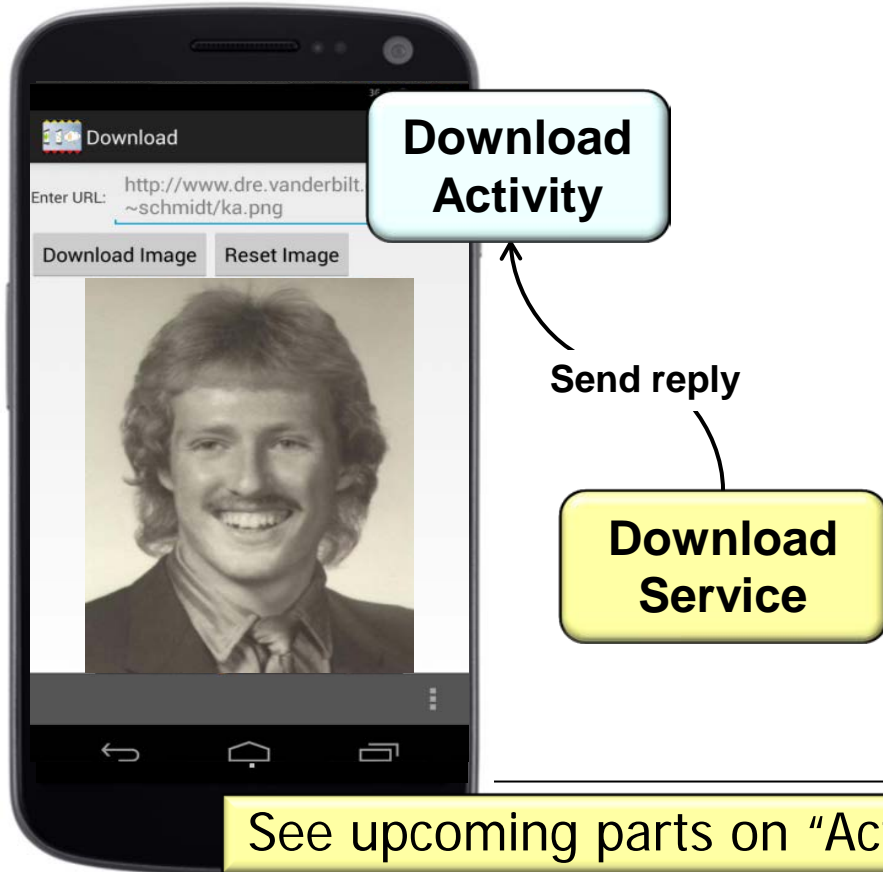 Download
Enter URL:
http://www.dre.vanderbilt.
~schmidt/ka.png
Download Image
Reset Image
Download
Activity
Send reply
Download
Service
See upcoming parts on “Ac